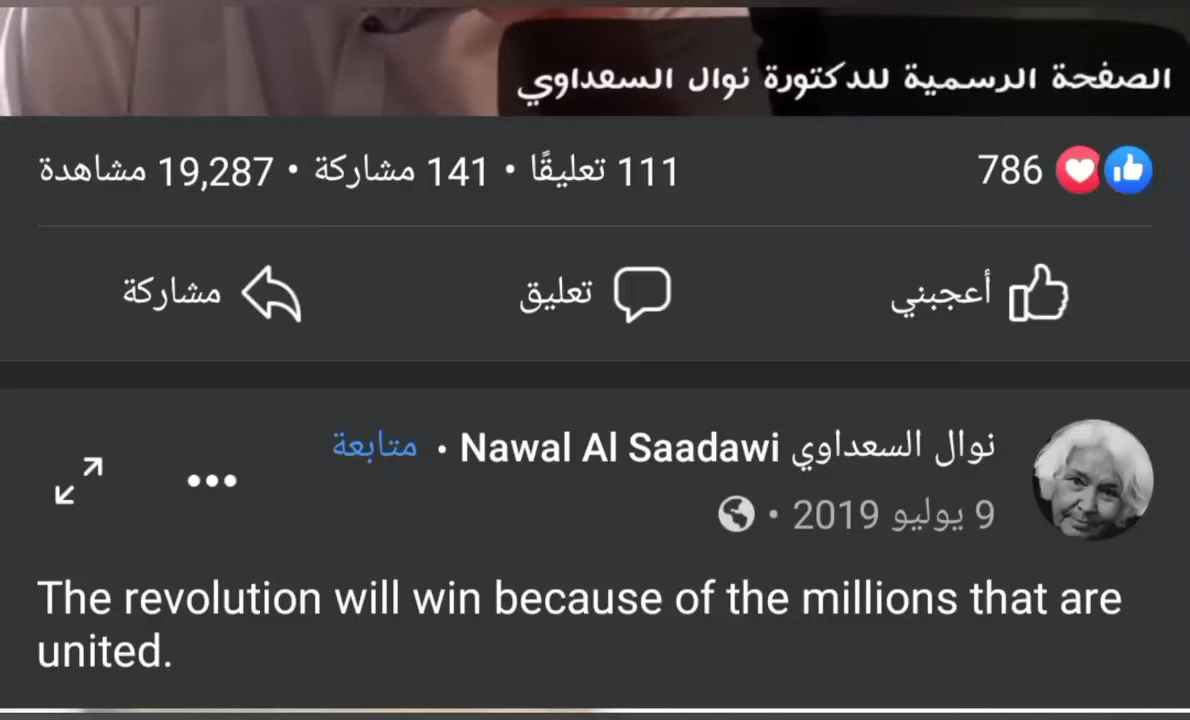 الصفحة الرسمية للدكتورة نوال السعداوي
786
111 تعليقًا • 141 مشاركة • 19,287 مشاهدة
أعجبني
تعليق
مشاركة
نوال السعداوي Nawal Al Saadawi • متابعة
9 يوليو 2019 •
The revolution will win because of the millions that are
united.